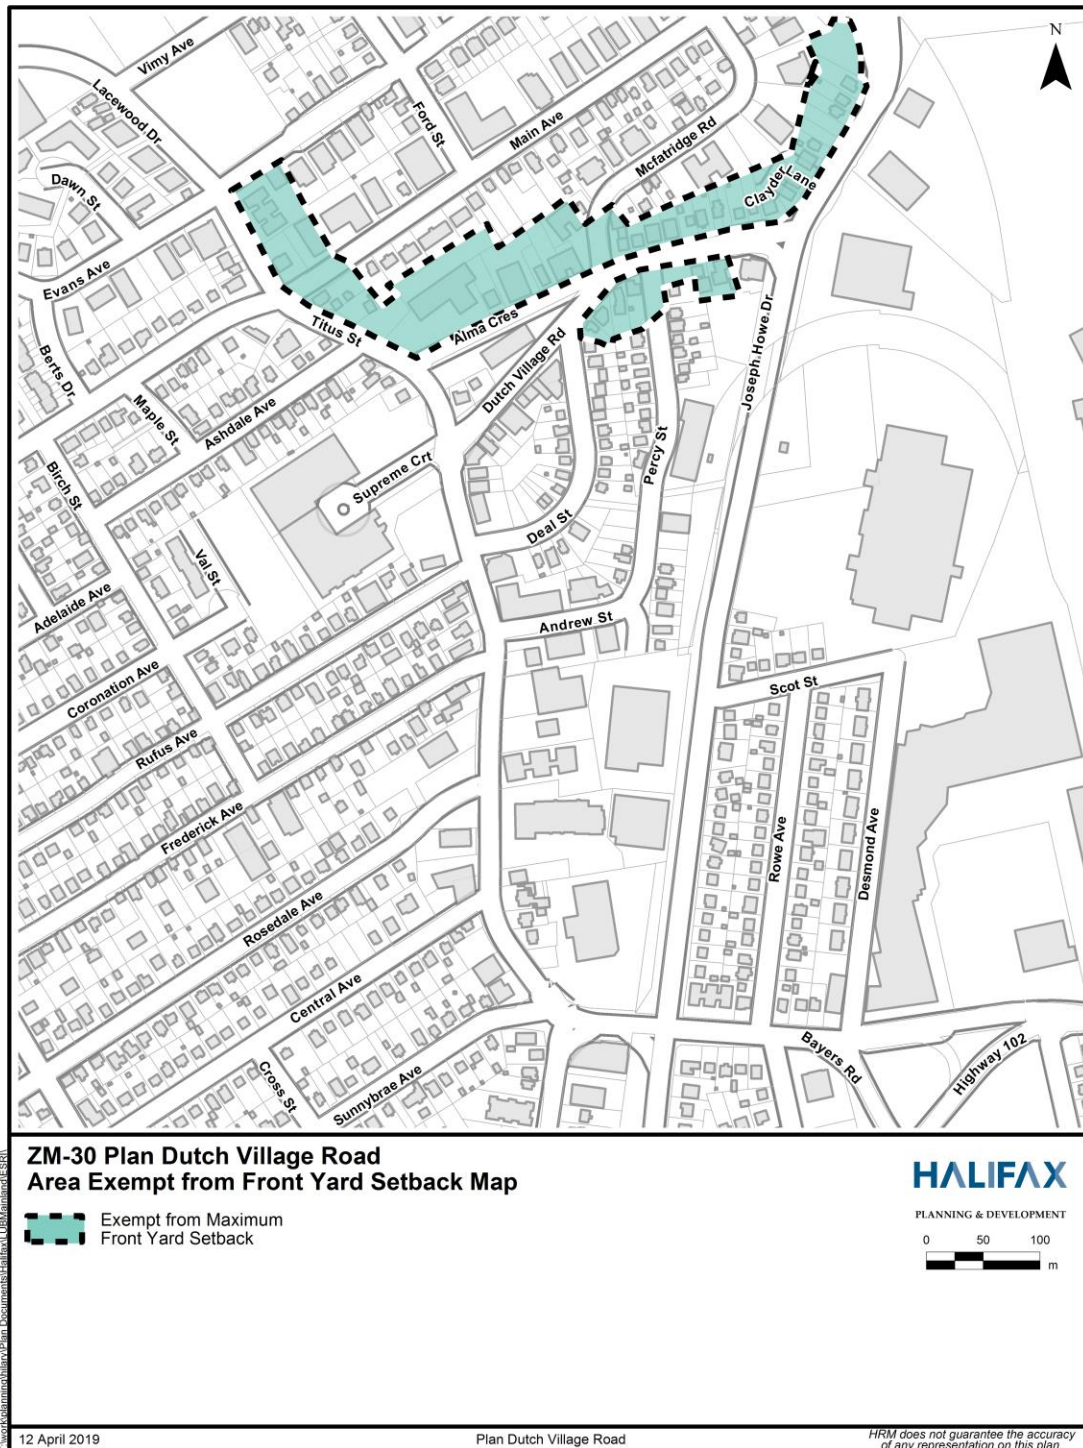 N
Vimy Ave
Lacewood Dr
Ford St
Main Ave
Mcfatridge Rd
Dawn St
Clayder Lane
Evans Ave
Titus St
Alma Cres
Dutch Village Rd
Joseph Howe Dr
Berts Dr
Maple St
Ashdale Ave
Percy St
Birch St
Supreme Crt
Deal St
Val St
Adelaide Ave
Andrew St
Coronation Ave
Scot St
Rufus Ave
Frederick Ave
Rowe Ave
Desmond Ave
Rosedale Ave
Central Ave
Cross St
Sunnybrae Ave
Bayers Rd
Highway 102
ZM-30 Plan Dutch Village Road
Area Exempt from Front Yard Setback Map
Exempt from Maximum
Front Yard Setback
HALIFAX
PLANNING & DEVELOPMENT
0 50 100
m
12 April 2019
Plan Dutch Village Road
HRM does not guarantee the accuracy
of any representation on this plan